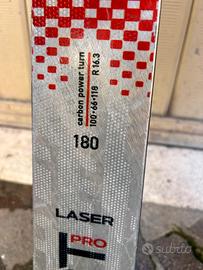 carbon power turn
100-66-118 R 16.3
180
LASER
PRO
subito